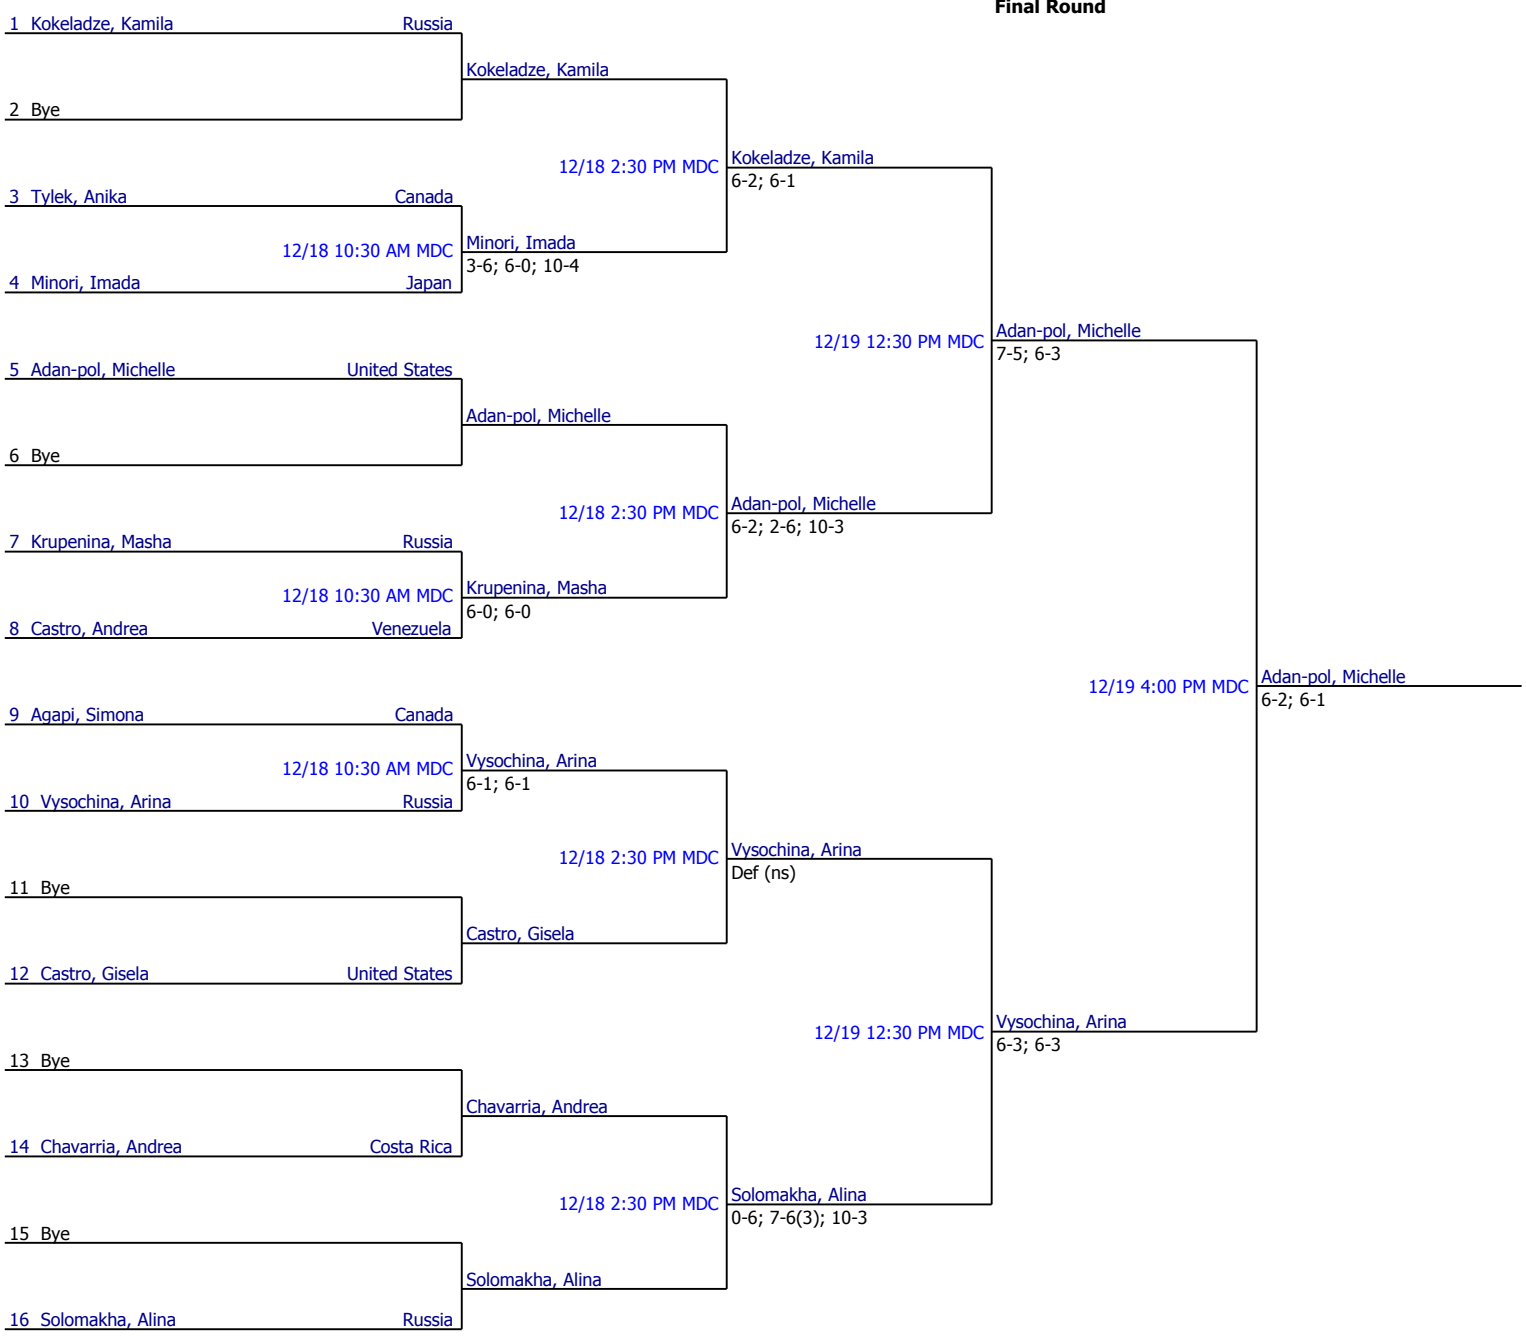 Final Round
1 Kokeladze, Kamila Russia
Kokeladze, Kamila
2 Bye
12/18 2:30 PM MDC Kokeladze, Kamila
6-2; 6-1
3 Tylek, Anika Canada
12/18 10:30 AM MDC Minori, Imada
3-6; 6-0; 10-4
4 Minori, Imada Japan
12/19 12:30 PM MDC Adan-pol, Michelle
7-5; 6-3
5 Adan-pol, Michelle United States
Adan-pol, Michelle
6 Bye
12/18 2:30 PM MDC Adan-pol, Michelle
6-2; 2-6; 10-3
7 Krupenina, Masha Russia
12/18 10:30 AM MDC Krupenina, Masha
6-0; 6-0
8 Castro, Andrea Venezuela
12/19 4:00 PM MDC Adan-pol, Michelle
6-2; 6-1
9 Agapi, Simona Canada
12/18 10:30 AM MDC Vysochina, Arina
6-1; 6-1
10 Vysochina, Arina Russia
12/18 2:30 PM MDC Vysochina, Arina
Def (ns)
11 Bye
Castro, Gisela
12 Castro, Gisela United States
12/19 12:30 PM MDC Vysochina, Arina
6-3; 6-3
13 Bye
Chavarria, Andrea
14 Chavarria, Andrea Costa Rica
12/18 2:30 PM MDC Solomakha, Alina
0-6; 7-6(3); 10-3
15 Bye
Solomakha, Alina
16 Solomakha, Alina Russia